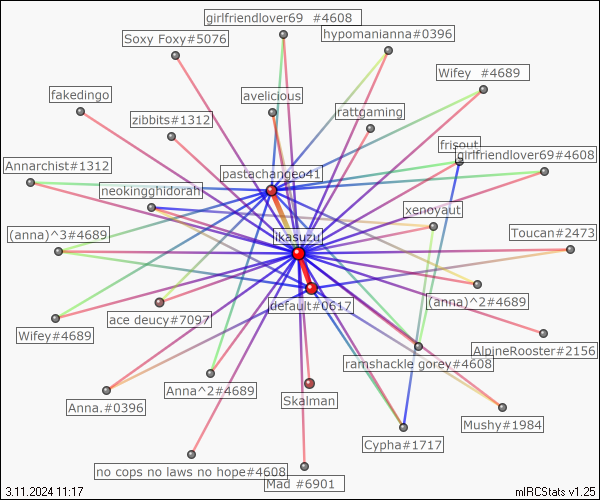 girlfriendlover69 #4608
hypomanianna#0396
Soxy Foxy#5076
Wifey #4689
fakedingo
avelicious
rattgaming
zibbits#1312
frisout
girlfriendlover69#4608
Annarchist#1312
pastachangeo41
neokingghidorah
xenoyaut
(anna)^3#4689
ikasuzu
Toucan#2473
(anna)^2#4689
default#0617
ace deucy#7097
Wifey#4689
AlpineRooster#2156
ramshackle gorey#4608
Anna^2#4689
Skalman
Anna.#0396
Mushy#1984
Cypha#1717
no cops no laws no hope#4608
Mad #6901
3.11.2024 11:17
mIRCStats v1.25